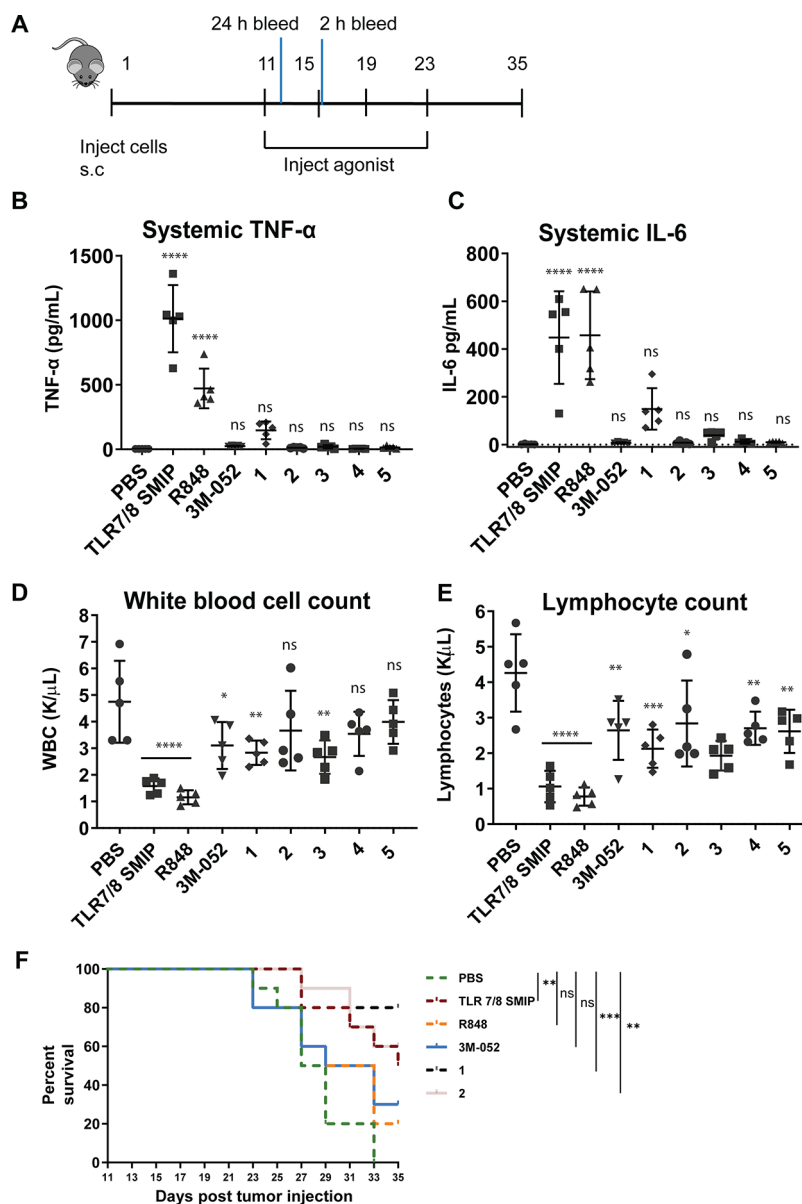 A
24 h bleed 2 h bleed
1 11 15 19 23 35
Inject cells
s.c
Inject agonist
B
Systemic TNF-α
TNF-α (pg/mL)
1500
1000
500
0
****
****
ns
ns
ns
ns
ns
ns
PBS
TLR7/8 SMIP
R848
3M-052
1
2
3
4
5
C
Systemic IL-6
IL-6 pg/mL
800
600
400
200
0
**** ****
ns
ns
ns
ns
ns
ns
PBS
TLR7/8 SMIP
R848
3M-052
1
2
3
4
5
D
White blood cell count
WBC (K/μL)
8
7
6
5
4
3
2
1
0
****
*
**
ns
**
ns
ns
PBS
TLR7/8 SMIP
R848
3M-052
1
2
3
4
5
E
Lymphocyte count
Lymphocytes (K/μL)
6
5
4
3
2
1
0
****
**
***
*
**
**
PBS
TLR7/8 SMIP
R848
3M-052
1
2
3
4
5
F
Percent
survival
100
80
60
40
20
0
11 13 15 17 19 21 23 25 27 29 31 33 35
Days post tumor injection
PBS
TLR 7/8 SMIP
R848
3M-052
1
2
**
ns
ns
***
**